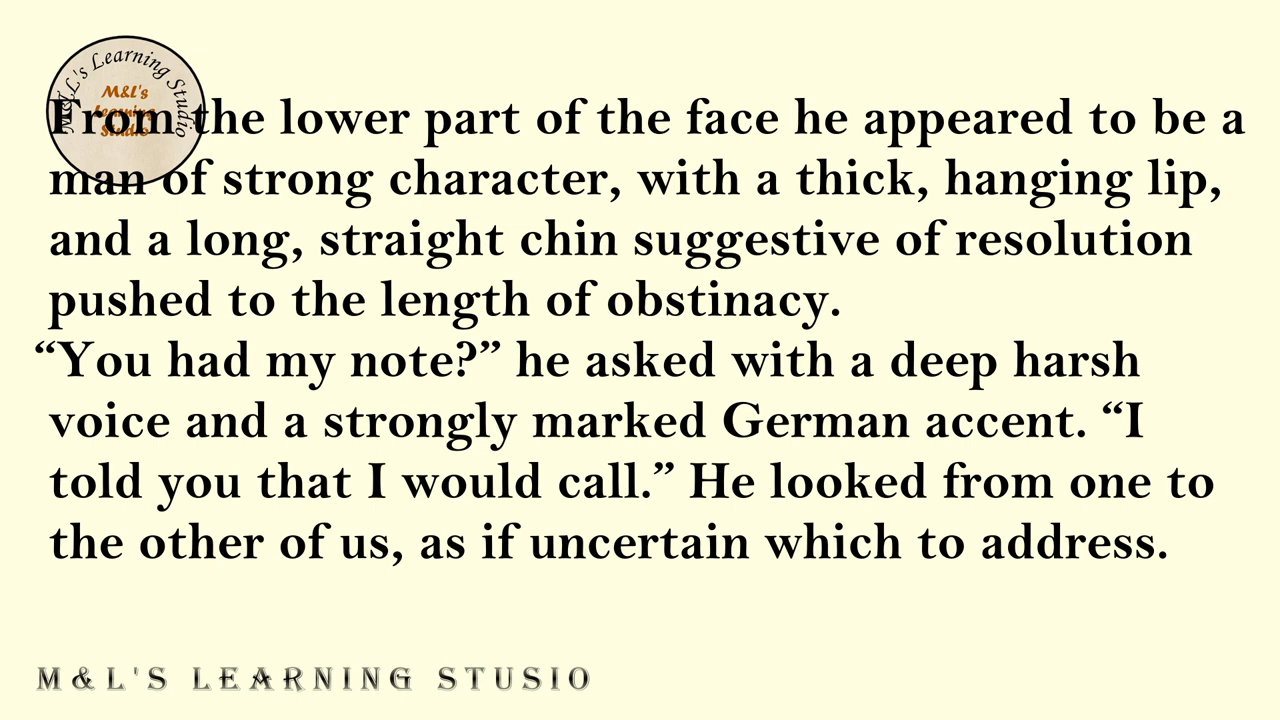 M&L's Learning Studio
M&L's
Learning
Studio
From the lower part of the face he appeared to be a
man of strong character, with a thick, hanging lip,
and a long, straight chin suggestive of resolution
pushed to the length of obstinacy.
“You had my note?” he asked with a deep harsh
voice and a strongly marked German accent. “I
told you that I would call.” He looked from one to
the other of us, as if uncertain which to address.
M&L'S LEARNING STUSIO